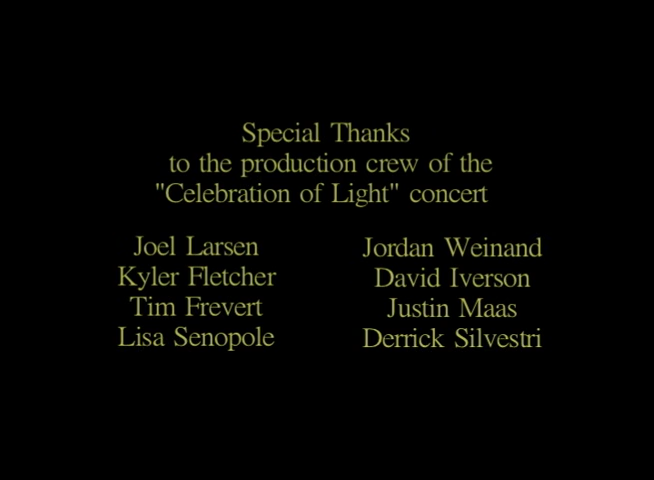 Special Thanks
to the production crew of the
"Celebration of Light" concert
Joel Larsen
Kyler Fletcher
Tim Frevert
Lisa Senopole
Jordan Weinand
David Iverson
Justin Maas
Derrick Silvestri